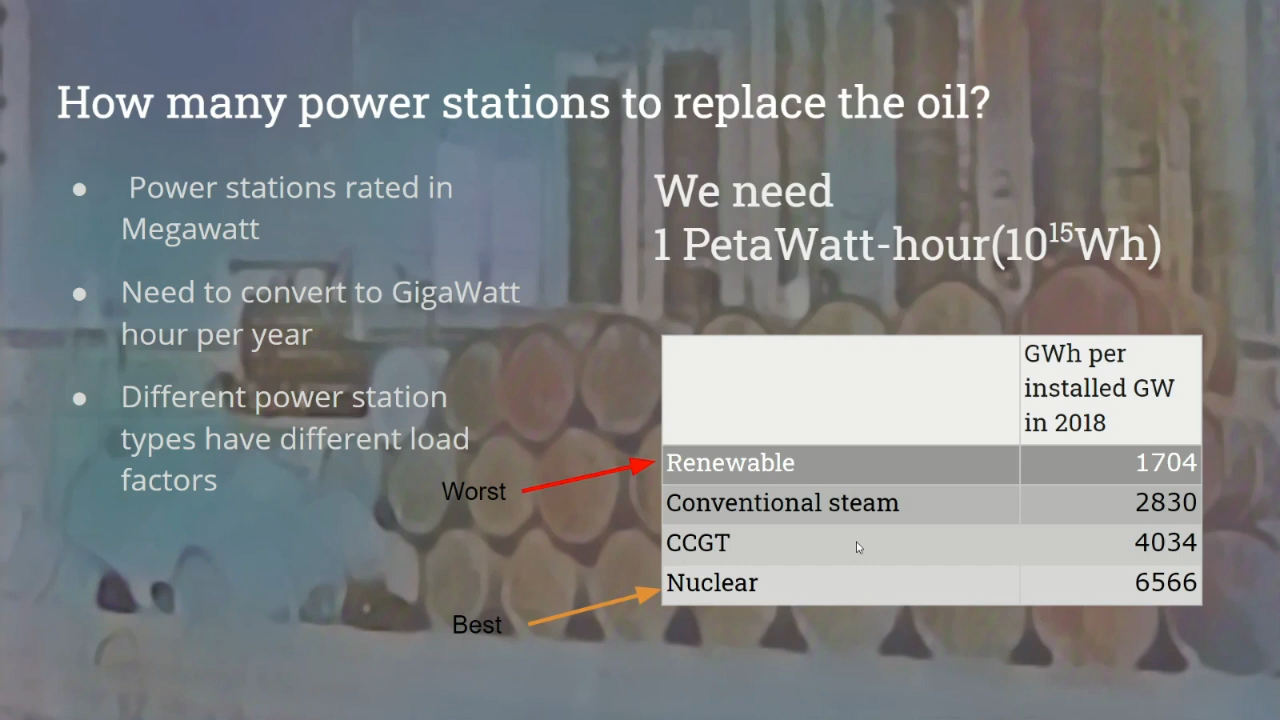 How many power stations to replace the oil?
● Power stations rated in
Megawatt
● Need to convert to GigaWatt
hour per year
● Different power station
types have different load
factors
We need
1 PetaWatt-hour(10¹⁵Wh)
GWh per
installed GW
in 2018
Renewable 1704
Conventional steam 2830
CCGT 4034
Nuclear 6566
Worst
Best